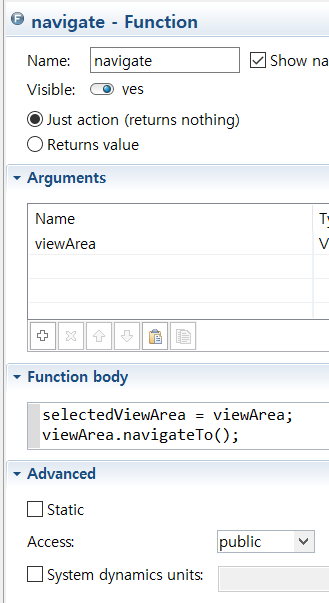 navigate - Function
Name: navigate Show na
Visible: yes
Just action (returns nothing)
Returns value
Arguments
Name Ty
viewArea V
Function body
selectedViewArea = viewArea;
viewArea.navigateTo();
Advanced
Static
Access: public
System dynamics units: